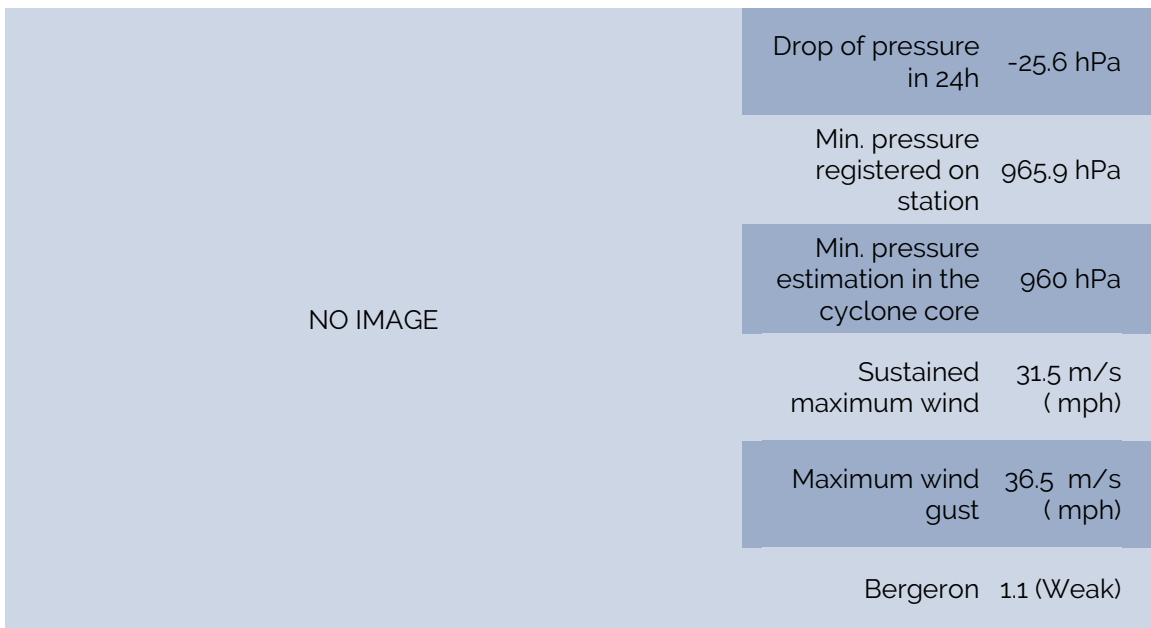 NO IMAGE
Drop of pressure
in 24h
-25.6 hPa
Min. pressure
registered on
station
965.9 hPa
Min. pressure
estimation in the
cyclone core
960 hPa
Sustained
maximum wind
31.5 m/s
( mph)
Maximum wind
gust
36.5 m/s
( mph)
Bergeron
1.1 (Weak)